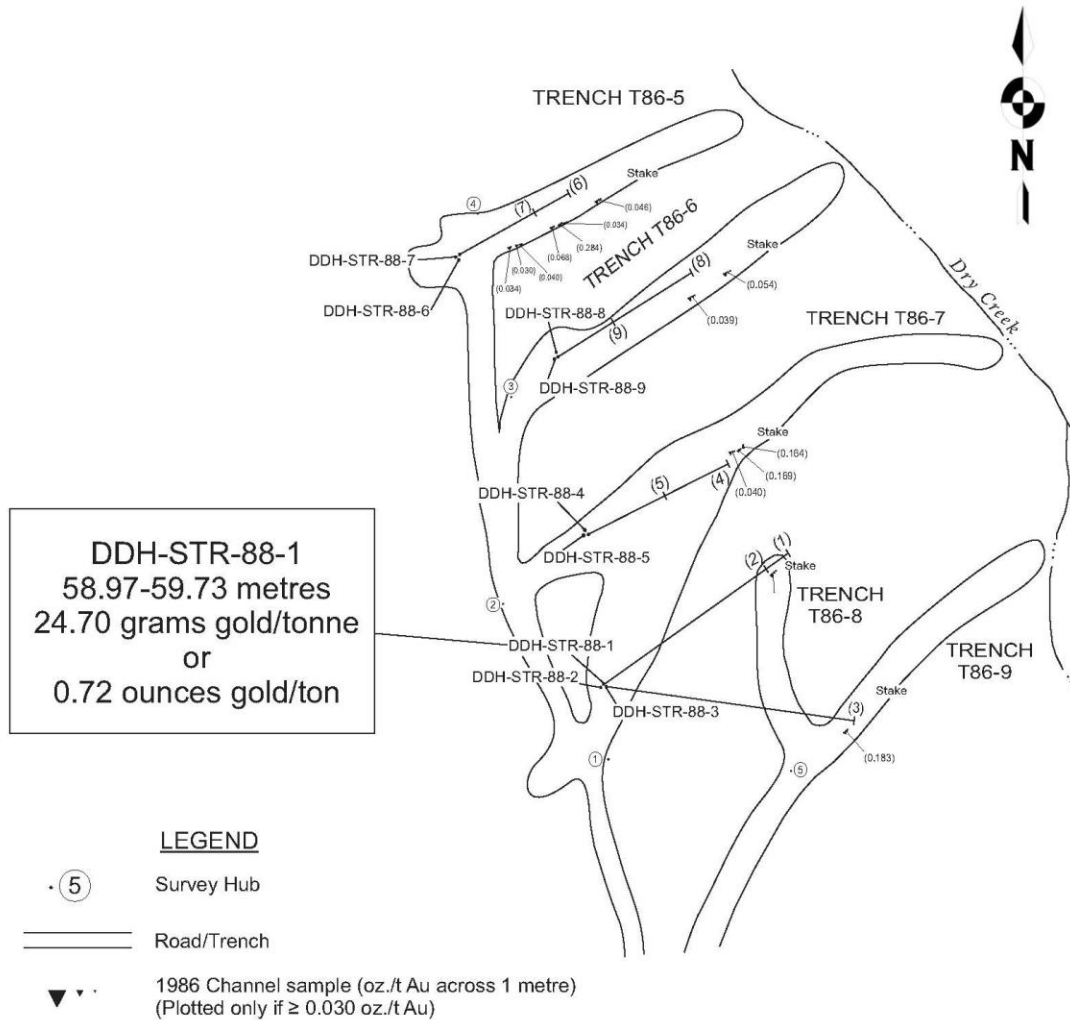 N
TRENCH T86-5
Stake
④
(6)
(7)
(0.046)
(0.034)
(0.284)
(0.068)
(0.040)
(0.030)
(0.034)
TRENCH T86-6
DDH-STR-88-7
DDH-STR-88-6
Stake
(8)
(0.054)
(0.039)
(9)
DDH-STR-88-8
DDH-STR-88-9
③
Dry Creek
TRENCH T86-7
Stake
(0.164)
(0.169)
(0.040)
(4)
(5)
DDH-STR-88-4
DDH-STR-88-5
(1)
(2)
Stake
TRENCH
T86-8
TRENCH
T86-9
Stake
(3)
(0.183)
②
DDH-STR-88-1
DDH-STR-88-2
DDH-STR-88-3
①
⑤
DDH-STR-88-1
58.97-59.73 metres
24.70 grams gold/tonne
or
0.72 ounces gold/ton
LEGEND
⑤ Survey Hub
Road/Trench
1986 Channel sample (oz./t Au across 1 metre)
(Plotted only if ≥ 0.030 oz./t Au)